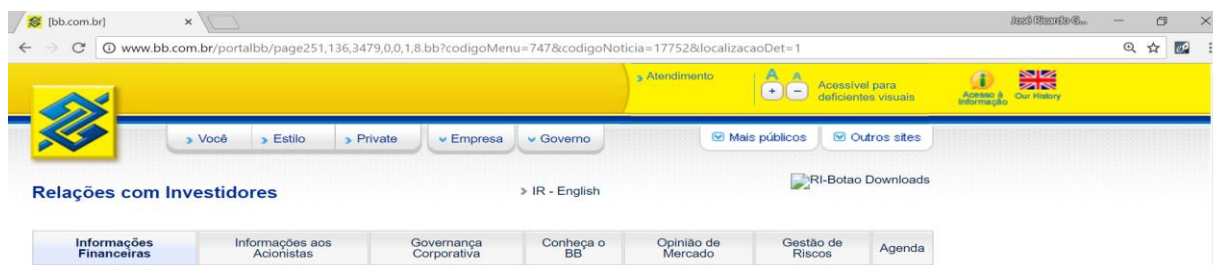 [bb.com.br]
José Ricardo G...
www.bb.com.br/portalbb/page251,136,3479,0,0,1,8.bb?codigoMenu=747&codigoNoticia=17752&localizacaoDet=1
Atendimento
A A
+ -
Acessível para
deficientes visuais
Acesso à
Informação
Our History
Você Estilo Private Empresa Governo Mais públicos Outros sites
Relações com Investidores
IR - English
RI-Botao Downloads
Informações
Financeiras
Informações aos
Acionistas
Governança
Corporativa
Conheça o
BB
Opinião de
Mercado
Gestão de
Riscos
Agenda